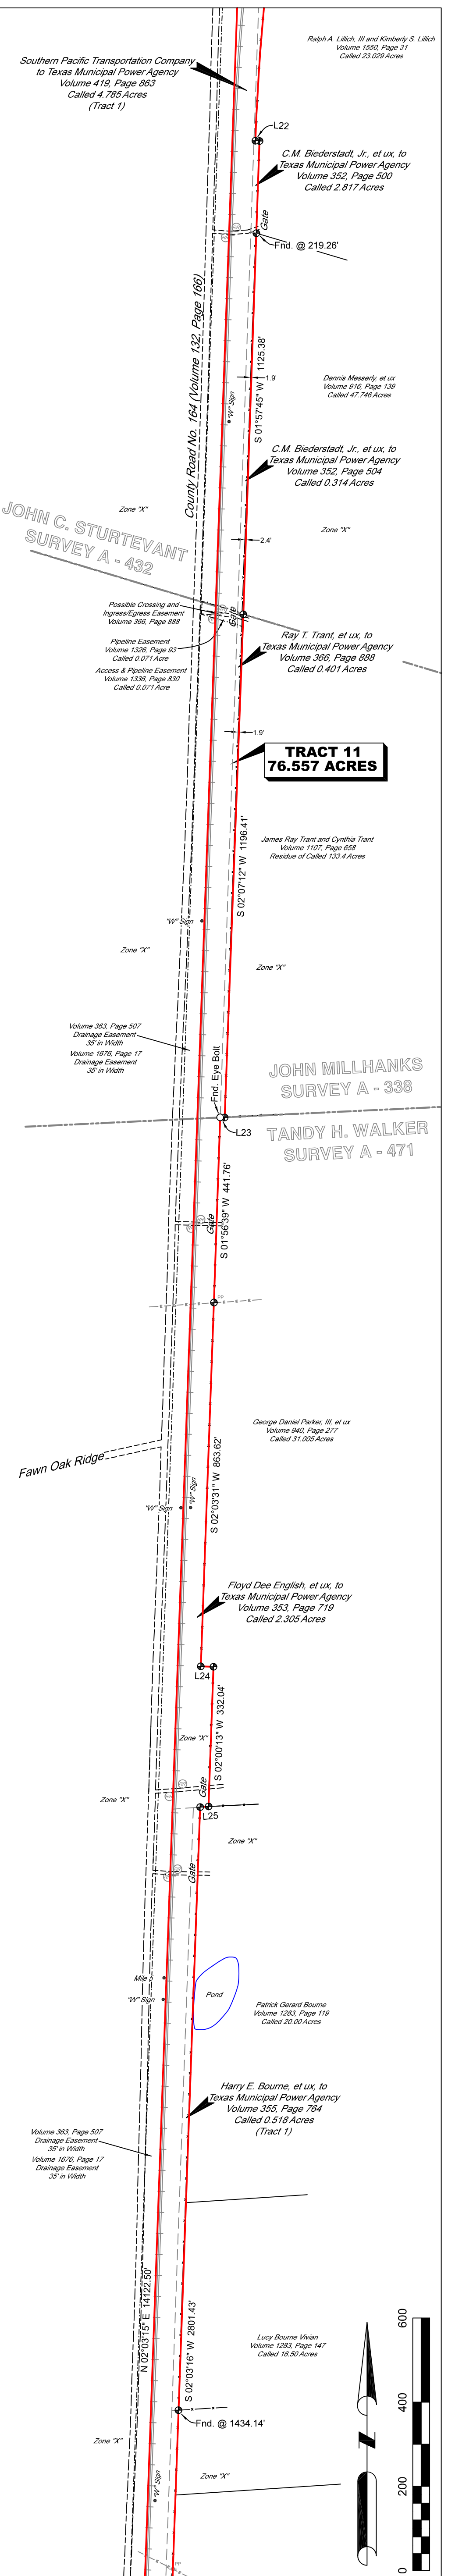 Ralph A. Lillich, III and Kimberly S. Lillich
Volume 1550, Page 31
Called 23.029 Acres
Southern Pacific Transportation Company
to Texas Municipal Power Agency
Volume 419, Page 863
Called 4.785 Acres
(Tract 1)
L22
C.M. Biederstadt, Jr., et ux, to
Texas Municipal Power Agency
Volume 352, Page 500
Called 2.817 Acres
Gate
Fnd. @ 219.26'
County Road No. 164 (Volume 132, Page 166)
S 01°57'45" W 1125.38'
1.9'
"W" Sign
Dennis Messerly, et ux
Volume 916, Page 139
Called 47.746 Acres
C.M. Biederstadt, Jr., et ux, to
Texas Municipal Power Agency
Volume 352, Page 504
Called 0.314 Acres
Zone "X"
Zone "X"
JOHN C. STURTEVANT
SURVEY A - 432
2.4'
Possible Crossing and
Ingress/Egress Easement
Volume 366, Page 888
Gate
Pipeline Easement
Volume 1326, Page 93
Called 0.071 Acre
Access & Pipeline Easement
Volume 1336, Page 830
Called 0.071 Acre
Ray T. Trant, et ux, to
Texas Municipal Power Agency
Volume 366, Page 888
Called 0.401 Acres
1.9'
TRACT 11
76.557 ACRES
S 02°07'12" W 1196.41'
James Ray Trant and Cynthia Trant
Volume 1107, Page 658
Residue of Called 133.4 Acres
"W" Sign
Zone "X"
Zone "X"
Volume 363, Page 507
Drainage Easement
35' in Width
Volume 1676, Page 17
Drainage Easement
35' in Width
Fnd. Eye Bolt
JOHN MILLHANKS
SURVEY A - 338
L23
TANDY H. WALKER
SURVEY A - 471
S 01°56'39" W 441.76'
Gate
PP
George Daniel Parker, III, et ux
Volume 940, Page 277
Called 31.005 Acres
S 02°03'31" W 863.62'
Fawn Oak Ridge
"W" Sign
"W" Sign
Floyd Dee English, et ux, to
Texas Municipal Power Agency
Volume 353, Page 719
Called 2.305 Acres
L24
S 02°00'13" W 332.04'
Zone "X"
Gate
Zone "X"
L25
Zone "X"
Gate
Mile 5
"W" Sign
Pond
Patrick Gerard Bourne
Volume 1283, Page 119
Called 20.00 Acres
Harry E. Bourne, et ux, to
Texas Municipal Power Agency
Volume 355, Page 764
Called 0.518 Acres
(Tract 1)
Volume 363, Page 507
Drainage Easement
35' in Width
Volume 1676, Page 17
Drainage Easement
35' in Width
N 02°03'15" E 14122.50'
S 02°03'16" W 2801.43'
Lucy Bourne Vivian
Volume 1283, Page 147
Called 16.50 Acres
Fnd. @ 1434.14'
Zone "X"
Zone "X"
"W" Sign
PP
N
600
400
200
0